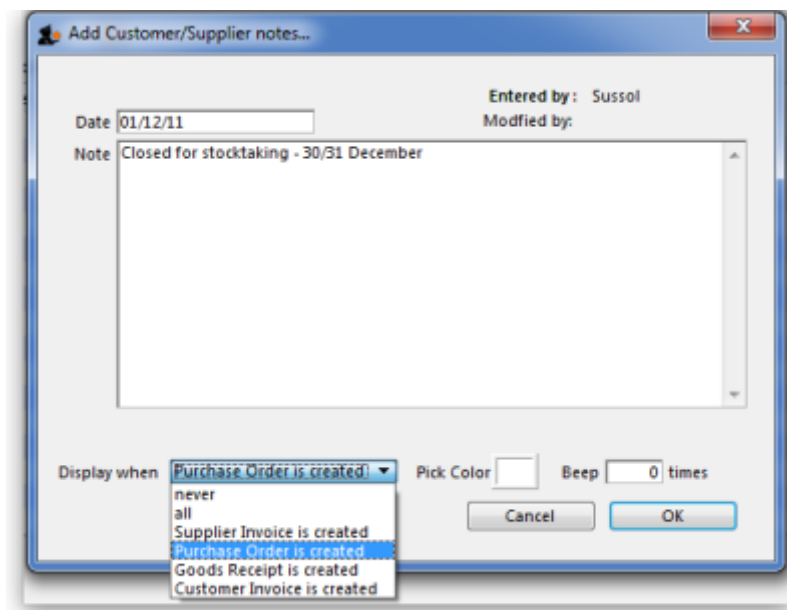 Add Customer/Supplier notes...
Entered by: Sussol
Date 01/12/11
Modfied by:
Note Closed for stocktaking - 30/31 December
Display when Purchase Order is created Pick Color Beep 0 times
never
all
Supplier Invoice is created
Purchase Order is created
Goods Receipt is created
Customer Invoice is created
Cancel OK